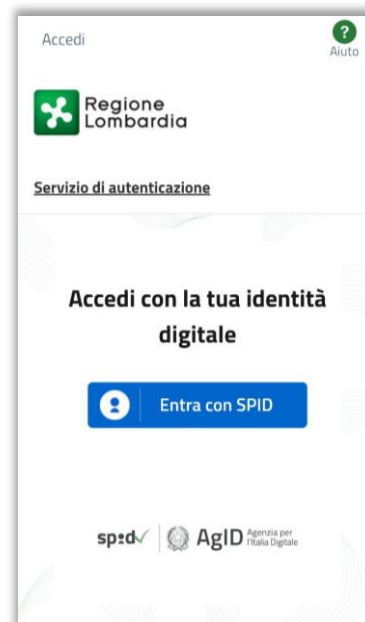 Accedi
?
Aiuto
Regione
Lombardia
Servizio di autenticazione
Accedi con la tua identità
digitale
Entra con SPID
spid
AgID
Agenzia per
l'Italia Digitale